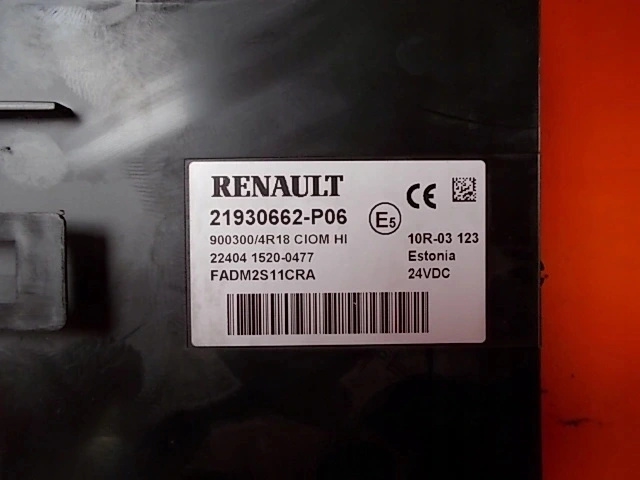 RENAULT
21930662-P06
900300/4R18 CIOM HI
22404 1520-0477
FADM2S11CRA
E5
CE
10R-03 123
Estonia
24VDC